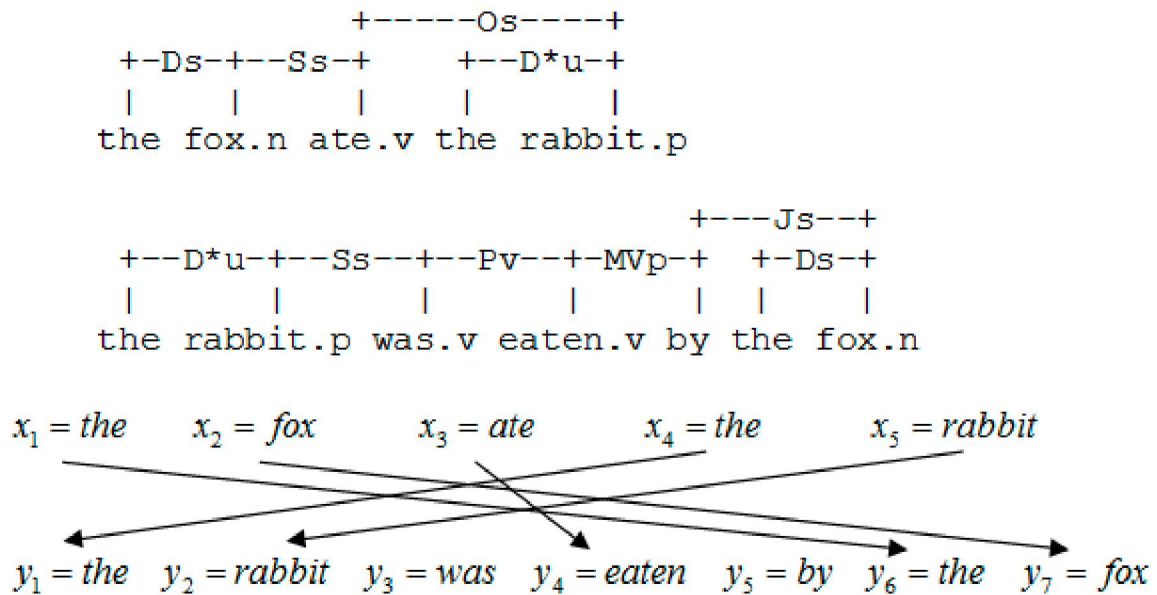 +-----Os----+
+-Ds-+--Ss-+ +--D*u-+
| | | | |
the fox.n ate.v the rabbit.p
+---Js--+
+--D*u-+--Ss--+--Pv--+-MVp-+ +-Ds-+
| | | | | | |
the rabbit.p was.v eaten.v by the fox.n
x₁ = the x₂ = fox x₃ = ate x₄ = the x₅ = rabbit
y₁ = the y₂ = rabbit y₃ = was y₄ = eaten y₅ = by y₆ = the y₇ = fox